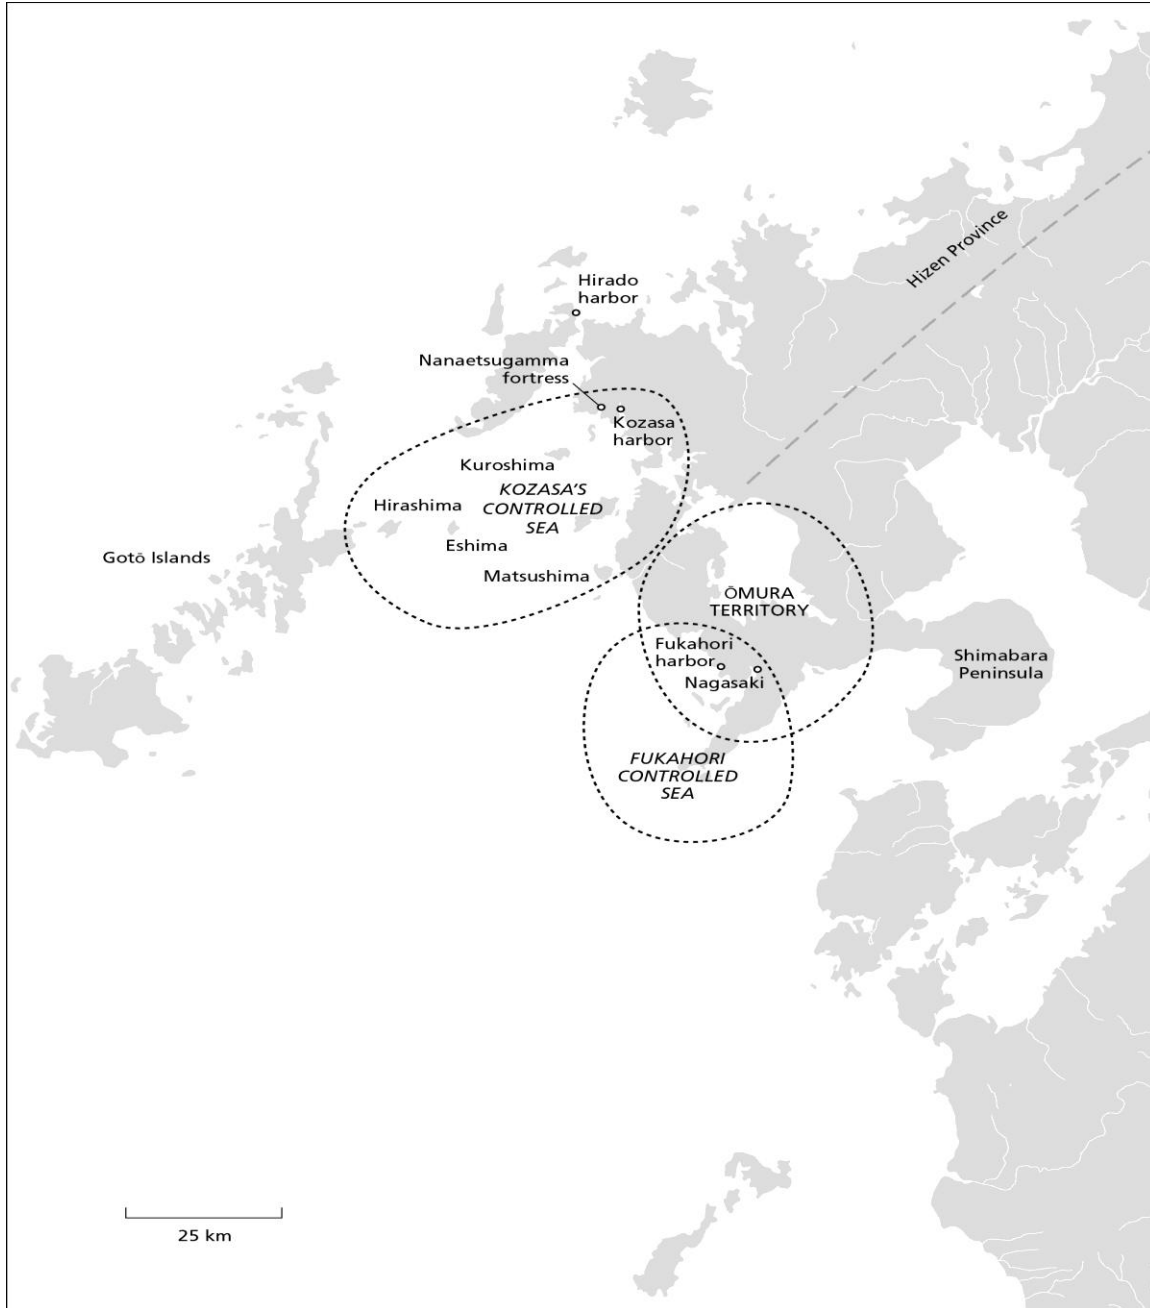 Hizen Province
Hirado
harbor
Nanaetsugamma
fortress
Kozasa
harbor
Kuroshima
KOZASA'S
CONTROLLED
SEA
Hirashima
Eshima
Gotō Islands
Matsushima
ŌMURA
TERRITORY
Fukahori
harbor
Nagasaki
Shimabara
Peninsula
FUKAHORI
CONTROLLED
SEA
25 km